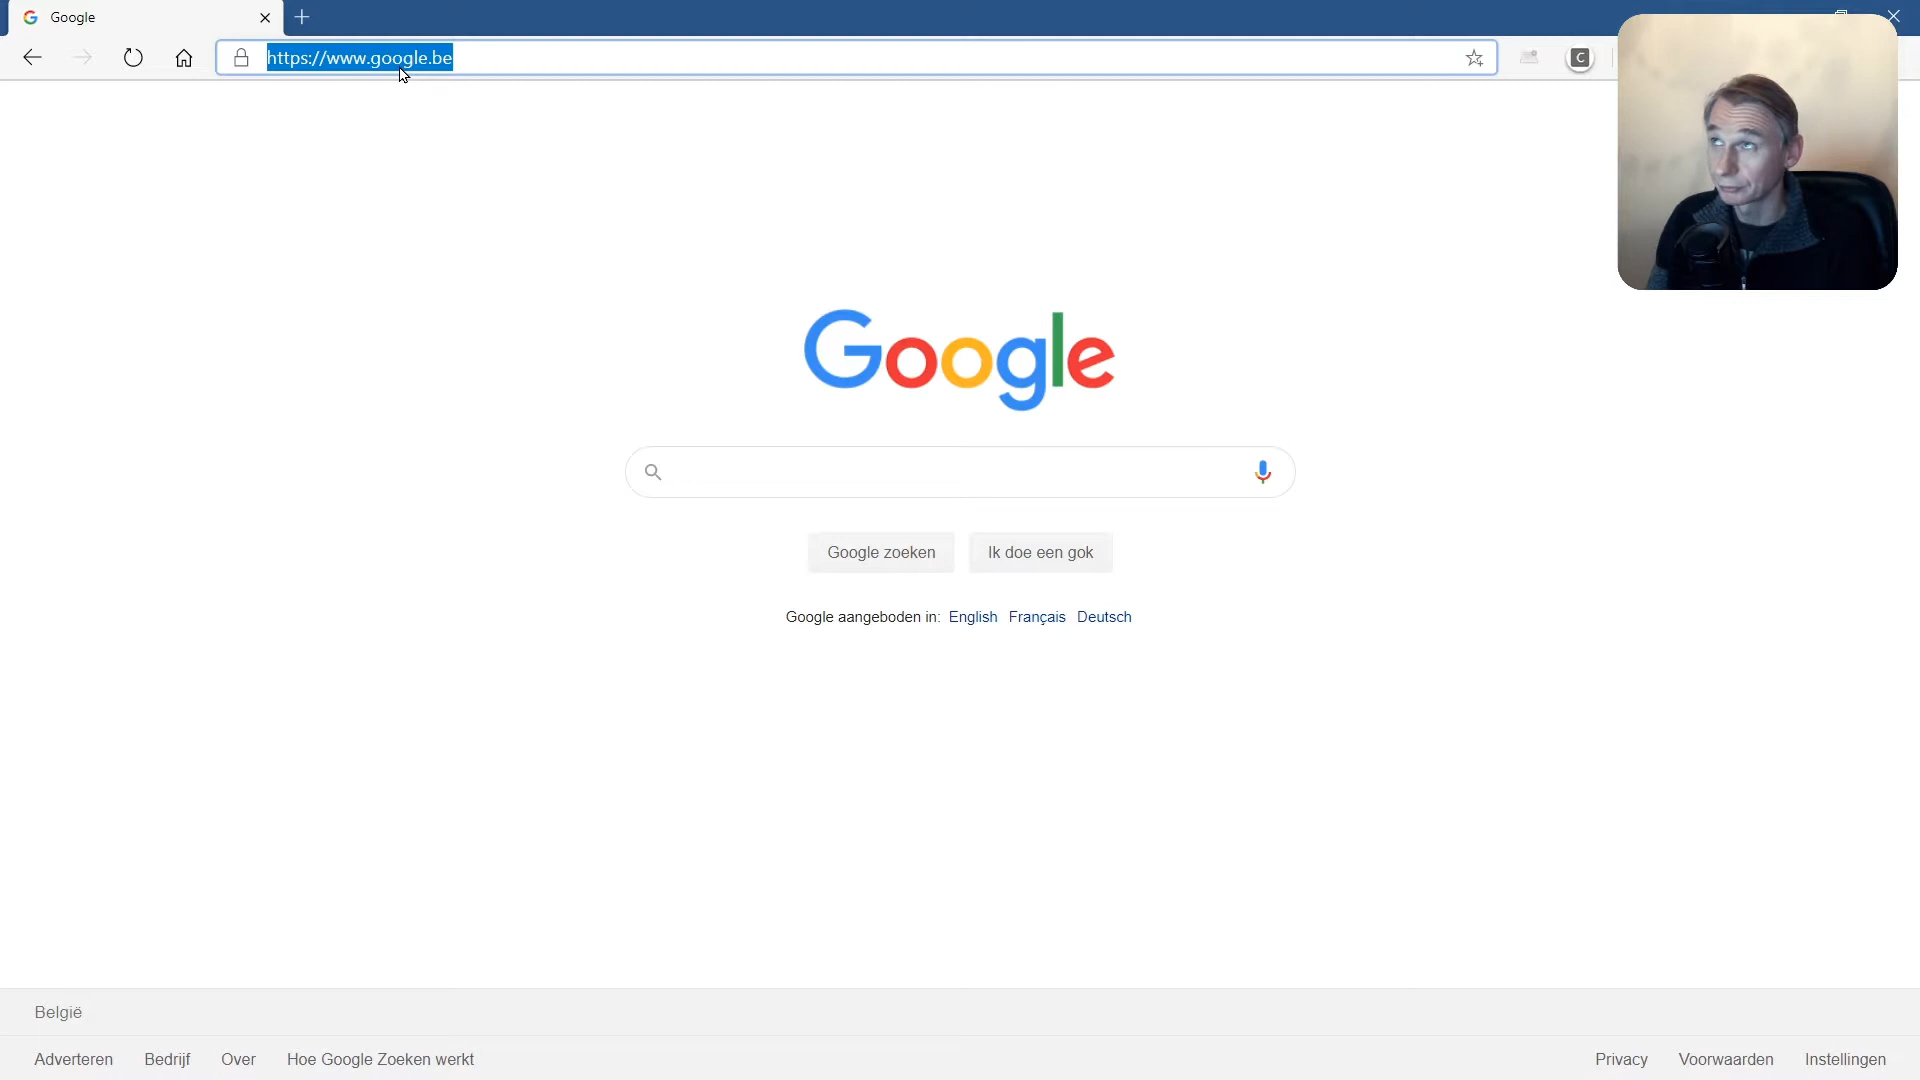 Google
https://www.google.be
C
Google
Google zoeken
Ik doe een gok
Google aangeboden in: English Français Deutsch
België
Adverteren Bedrijf Over Hoe Google Zoeken werkt
Privacy Voorwaarden Instellingen